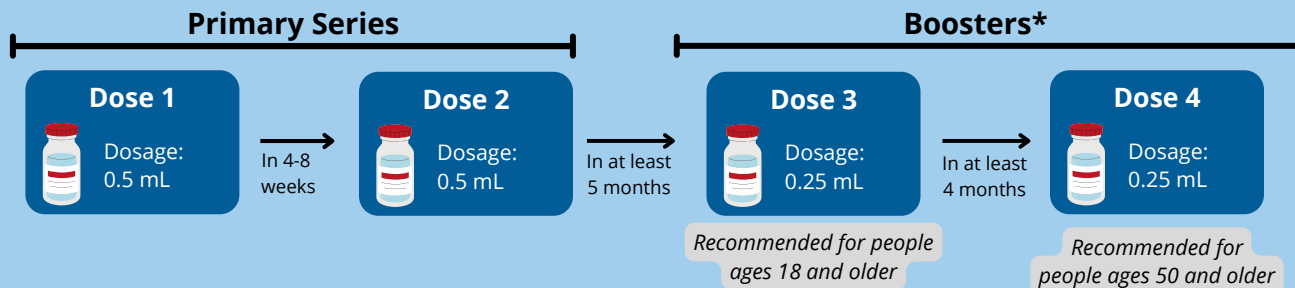 Primary Series
Boosters*
Dose 1
Dosage:
0.5 mL
In 4-8
weeks
Dose 2
Dosage:
0.5 mL
In at least
5 months
Dose 3
Dosage:
0.25 mL
Recommended for people
ages 18 and older
In at least
4 months
Dose 4
Dosage:
0.25 mL
Recommended for
people ages 50 and older